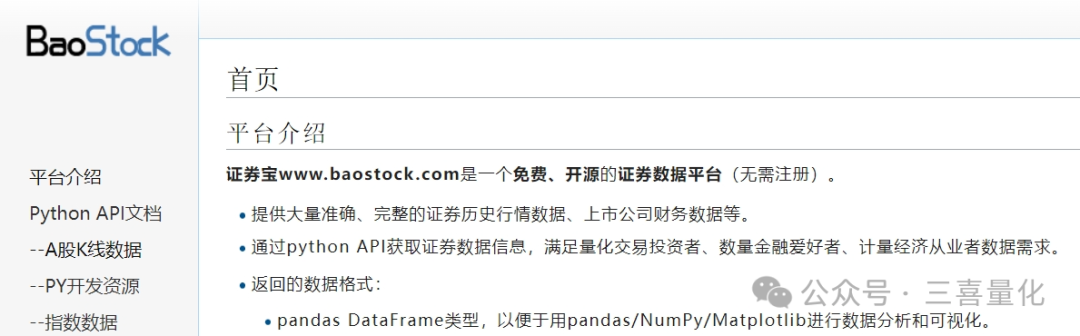 BaoStock
平台介绍
Python API文档
--A股K线数据
--PY开发资源
--指数数据
首页
平台介绍
证券宝www.baostock.com是一个免费、开源的证券数据平台（无需注册）。
提供大量准确、完整的证券历史行情数据、上市公司财务数据等。
通过python API获取证券数据信息，满足量化交易投资者、数量金融爱好者、计量经济从业者数据需求。
返回的数据格式：
pandas DataFrame类型，以便于用pandas/NumPy/Matplotlib进行数据分析和可视化。
公众号 · 三喜量化